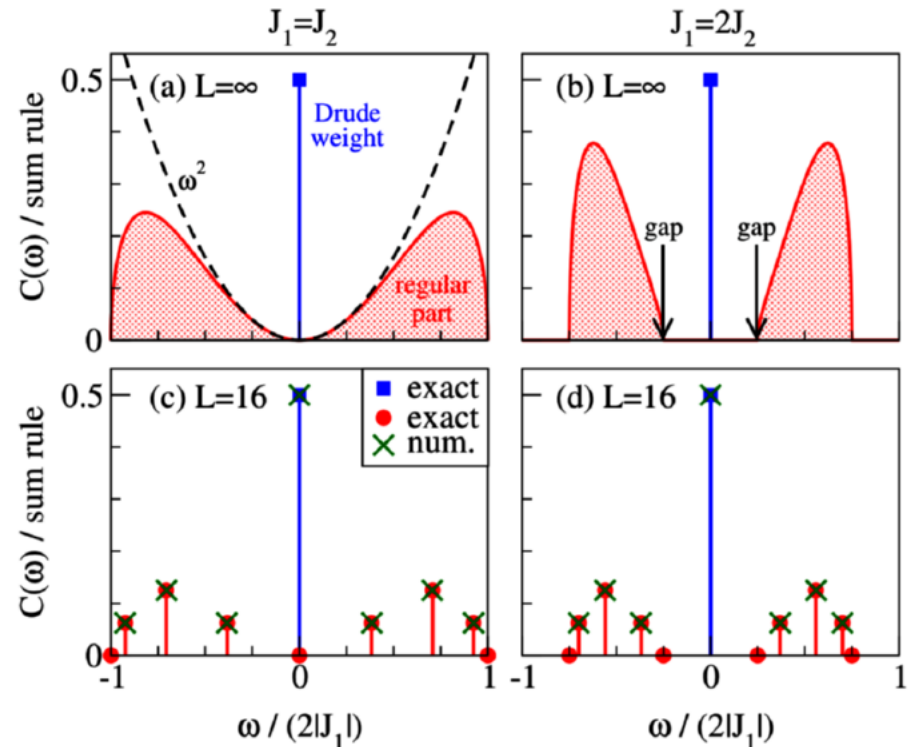 J₁=J₂
J₁=2J₂
C(ω) / sum rule
0.5
0
(a) L=∞
Drude
weight
ω²
regular
part
(b) L=∞
gap
gap
C(ω) / sum rule
0.5
0
(c) L=16
exact
exact
num.
(d) L=16
-1
0
1
-1
0
1
ω / (2|J₁|)
ω / (2|J₁|)